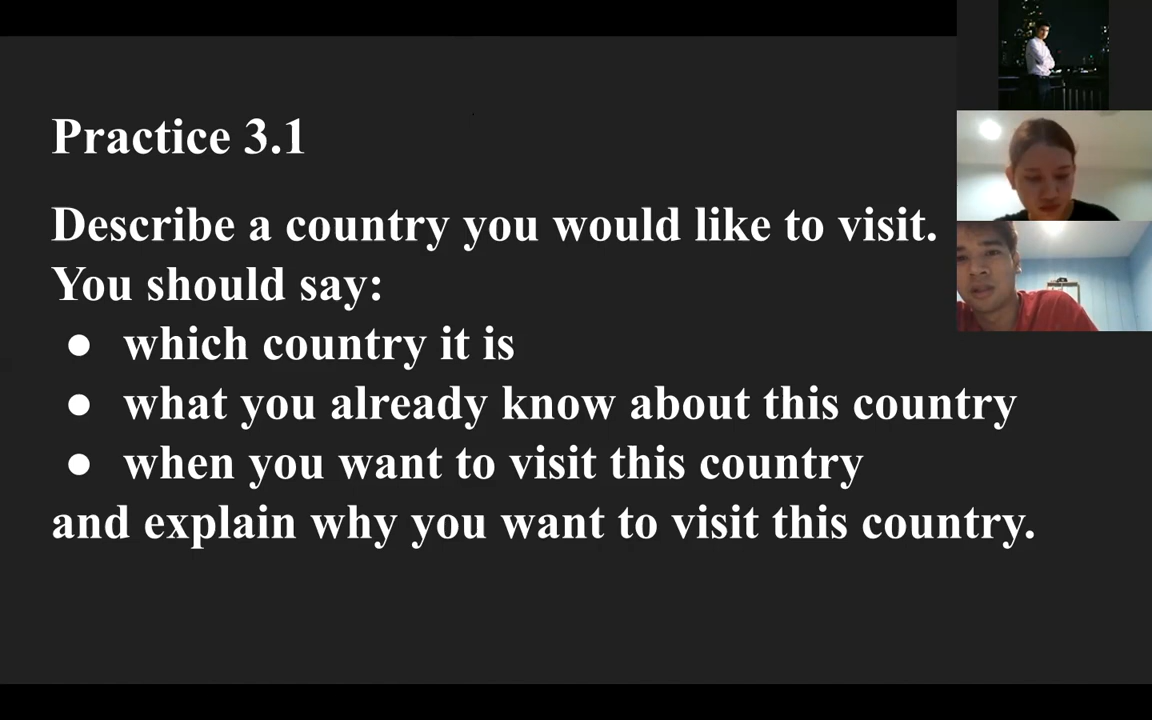 Practice 3.1
Describe a country you would like to visit.
You should say:
● which country it is
● what you already know about this country
● when you want to visit this country
and explain why you want to visit this country.